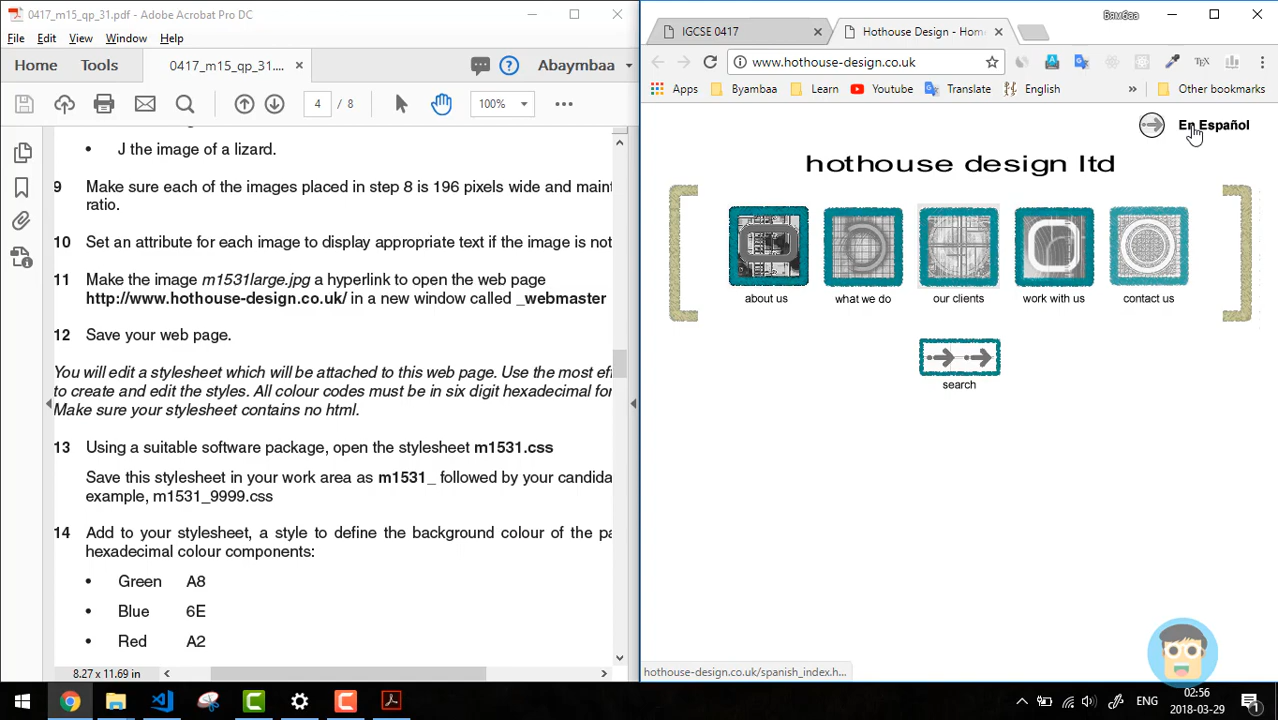 0417_m15_qp_31.pdf - Adobe Acrobat Pro DC
File Edit View Window Help
Home Tools 0417_m15_qp_31.... Abaymbaa
4 / 8 100%
• J the image of a lizard.
9 Make sure each of the images placed in step 8 is 196 pixels wide and main
ratio.
10 Set an attribute for each image to display appropriate text if the image is not
11 Make the image m1531large.jpg a hyperlink to open the web page
http://www.hothouse-design.co.uk/ in a new window called _webmaster
12 Save your web page.
You will edit a stylesheet which will be attached to this web page. Use the most ef
to create and edit the styles. All colour codes must be in six digit hexadecimal for
Make sure your stylesheet contains no html.
13 Using a suitable software package, open the stylesheet m1531.css
Save this stylesheet in your work area as m1531_ followed by your candida
example, m1531_9999.css
14 Add to your stylesheet, a style to define the background colour of the pa
hexadecimal colour components:
• Green A8
• Blue 6E
• Red A2
8.27 x 11.69 in
Вамбаа
IGCSE 0417 Hothouse Design - Hom
www.hothouse-design.co.uk
Apps Byambaa Learn Youtube Translate English » Other bookmarks
En Español
hothouse design ltd
about us what we do our clients work with us contact us
search
hothouse-design.co.uk/spanish_index.h...
ENG 02:56
2018-03-29